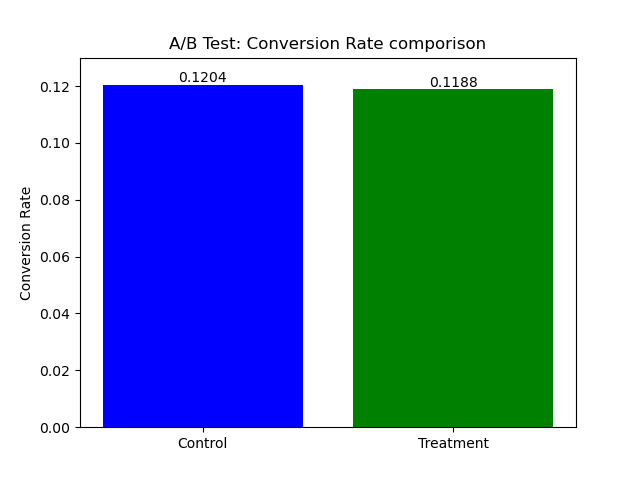 A/B Test: Conversion Rate comporison
0.1204
0.1188
0.12
0.10
0.08
0.06
0.04
0.02
0.00
Conversion Rate
Control
Treatment